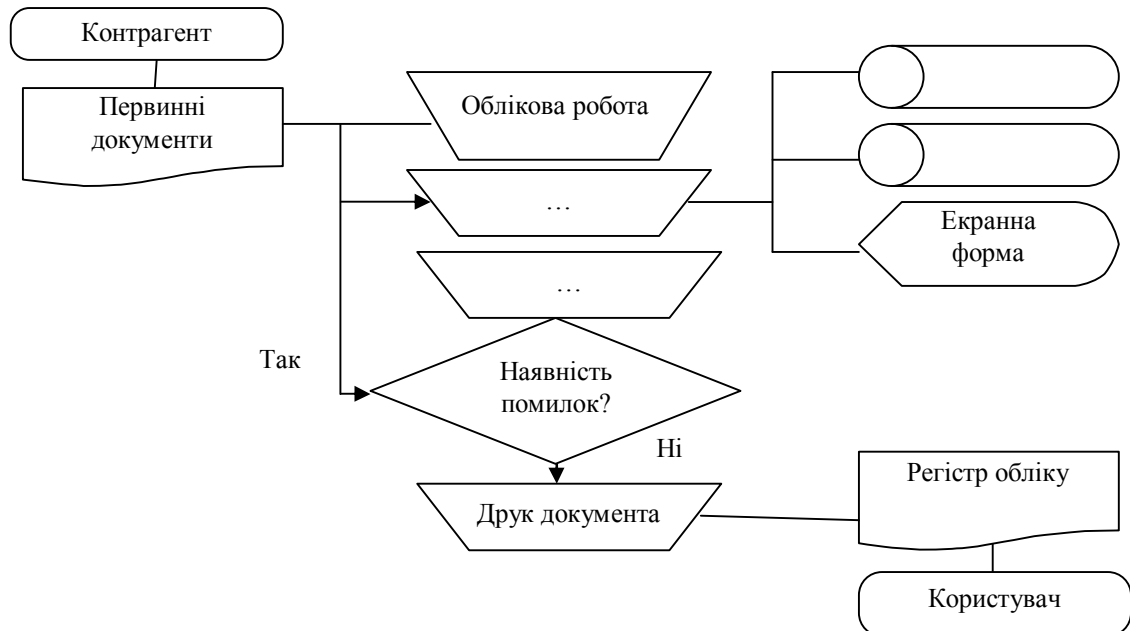 Контрагент
Первинні
документи
Облікова робота
…
Екранна
форма
…
Так
Наявність
помилок?
Ні
Регістр обліку
Друк документа
Користувач